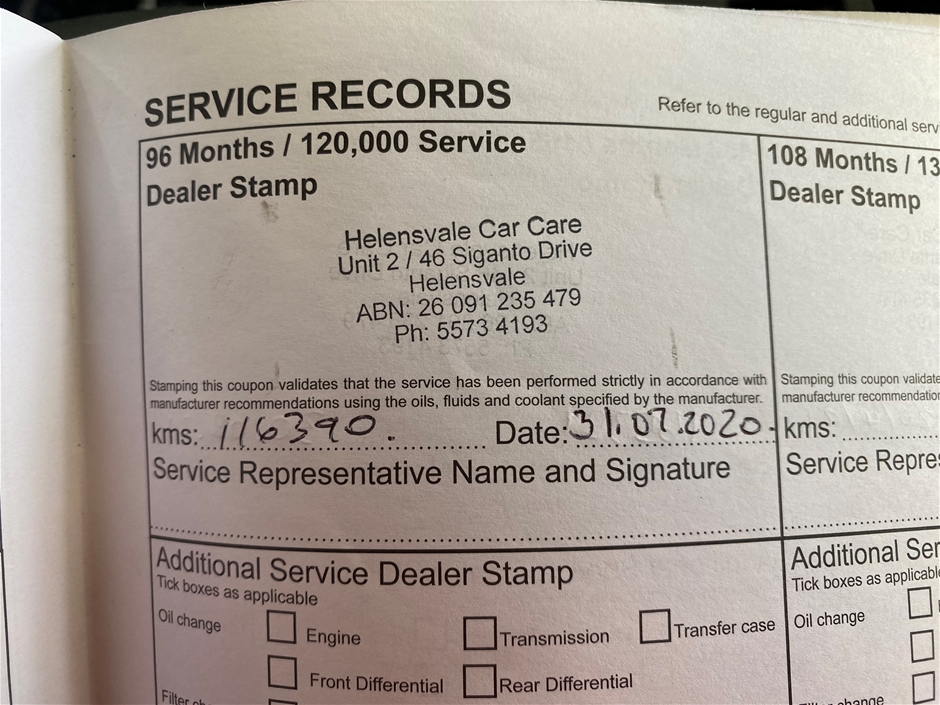 SERVICE RECORDS
Refer to the regular and additional serv
96 Months / 120,000 Service
Dealer Stamp
Helensvale Car Care
Unit 2 / 46 Siganto Drive
Helensvale
ABN: 26 091 235 479
Ph: 5573 4193
Stamping this coupon validates that the service has been performed strictly in accordance with
manufacturer recommendations using the oils, fluids and coolant specified by the manufacturer.
kms: 116390. Date: 31.07.2020.
Service Representative Name and Signature
Additional Service Dealer Stamp
Tick boxes as applicable
Oil change Engine Transmission Transfer case
Front Differential Rear Differential
108 Months / 13
Dealer Stamp
Stamping this coupon validate
manufacturer recommendation
kms:
Service Repres
Additional Ser
Tick boxes as applicable
Oil change